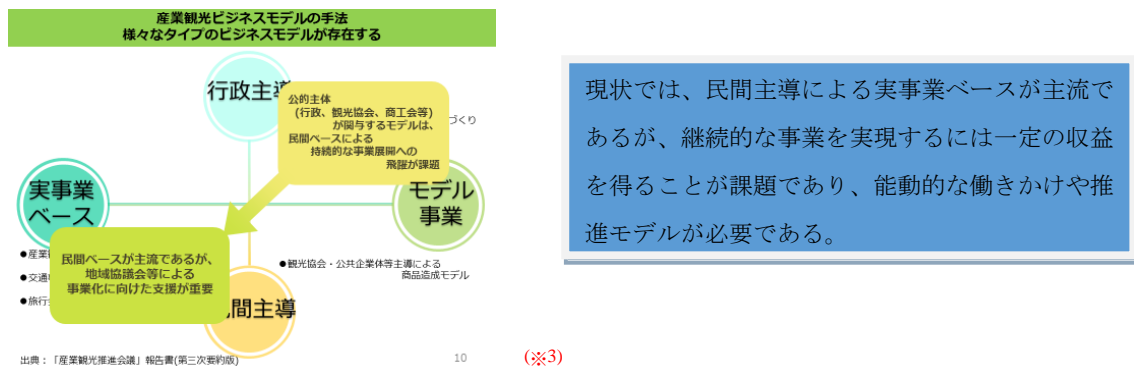 産業観光ビジネスモデルの手法
様々なタイプのビジネスモデルが存在する
行政主導
公的主体
(行政、観光協会、商工会等)
が関与するモデルは、
民間ベースによる
持続的な事業展開への
飛躍が課題
づくり
実事業
ベース
モデル
事業
民間ベースが主流であるが、
地域協議会等による
事業化に向けた支援が重要
●産業
●交通
●旅行
●観光協会・公共企業体等主導による
商品造成モデル
間主導
出典：「産業観光推進会議」報告書(第三次要約版)
10
(※3)
現状では、民間主導による実事業ベースが主流で
あるが、継続的な事業を実現するには一定の収益
を得ることが課題であり、能動的な働きかけや推
進モデルが必要である。